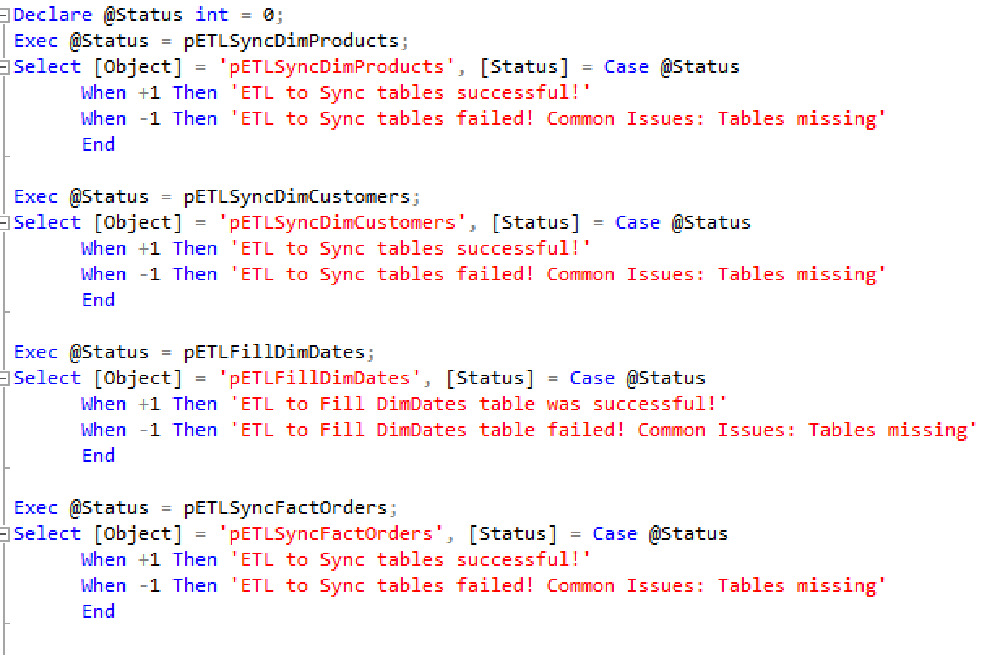 Declare @Status int = 0;
Exec @Status = pETLSyncDimProducts;
Select [Object] = 'pETLSyncDimProducts', [Status] = Case @Status
      When +1 Then 'ETL to Sync tables successful!'
      When -1 Then 'ETL to Sync tables failed! Common Issues: Tables missing'
      End

Exec @Status = pETLSyncDimCustomers;
Select [Object] = 'pETLSyncDimCustomers', [Status] = Case @Status
      When +1 Then 'ETL to Sync tables successful!'
      When -1 Then 'ETL to Sync tables failed! Common Issues: Tables missing'
      End

Exec @Status = pETLFillDimDates;
Select [Object] = 'pETLFillDimDates', [Status] = Case @Status
      When +1 Then 'ETL to Fill DimDates table was successful!'
      When -1 Then 'ETL to Fill DimDates table failed! Common Issues: Tables missing'
      End

Exec @Status = pETLSyncFactOrders;
Select [Object] = 'pETLSyncFactOrders', [Status] = Case @Status
      When +1 Then 'ETL to Sync tables successful!'
      When -1 Then 'ETL to Sync tables failed! Common Issues: Tables missing'
      End